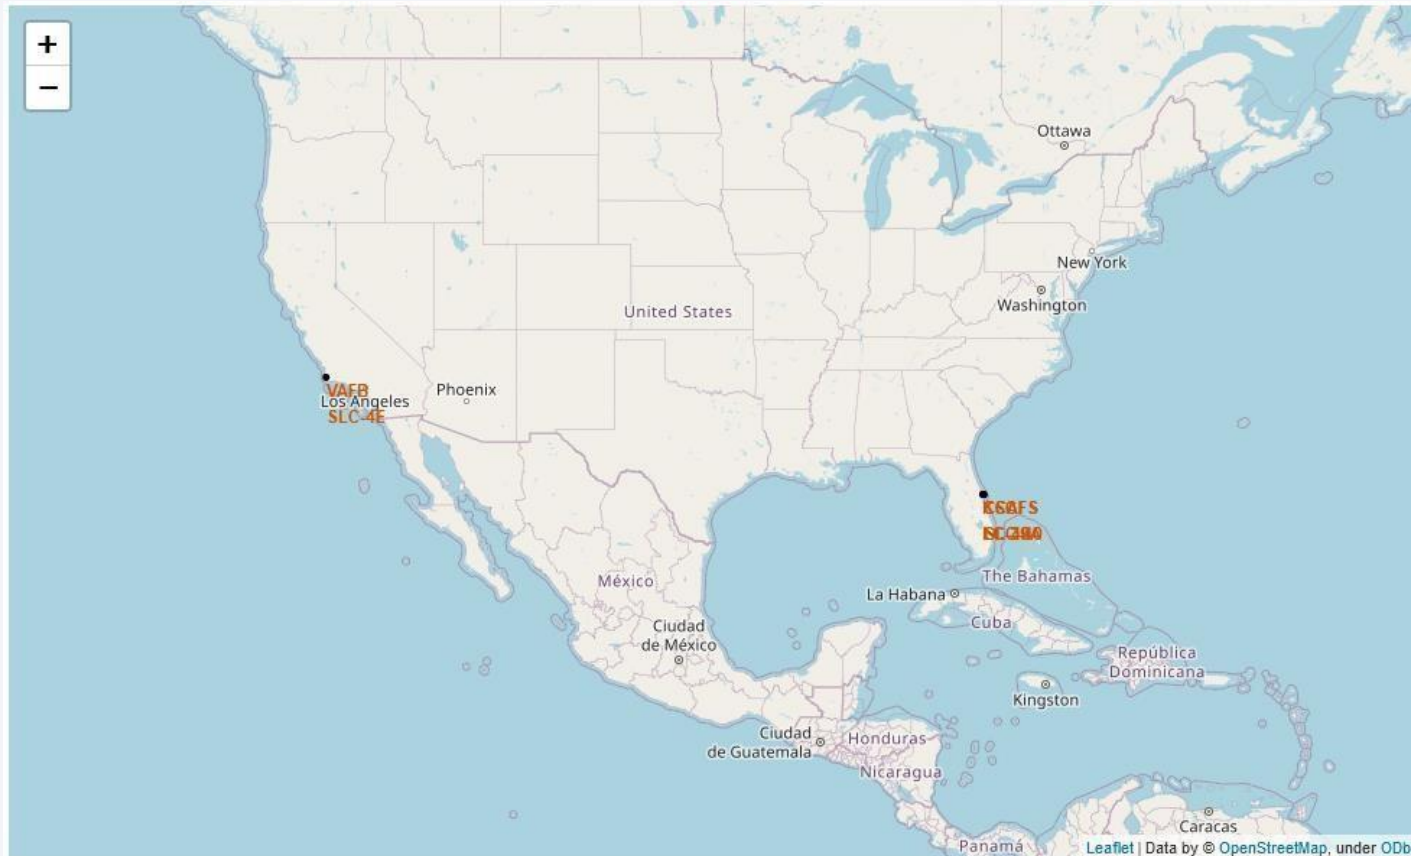 +
−
Ottawa
New York
Washington
United States
Phoenix
VAFB
Los Angeles
SLC-4E
The Bahamas
La Habana
México
Cuba
Ciudad
de México
República
Dominicana
Kingston
Ciudad
de Guatemala
Honduras
Nicaragua
Caracas
Panamá
Leaflet | Data by © OpenStreetMap, under ODb